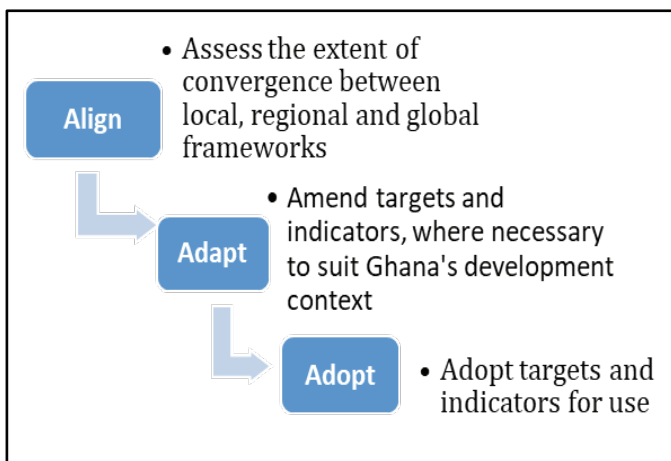 Align
• Assess the extent of
convergence between
local, regional and global
frameworks
Adapt
• Amend targets and
indicators, where necessary
to suit Ghana's development
context
Adopt
• Adopt targets and
indicators for use